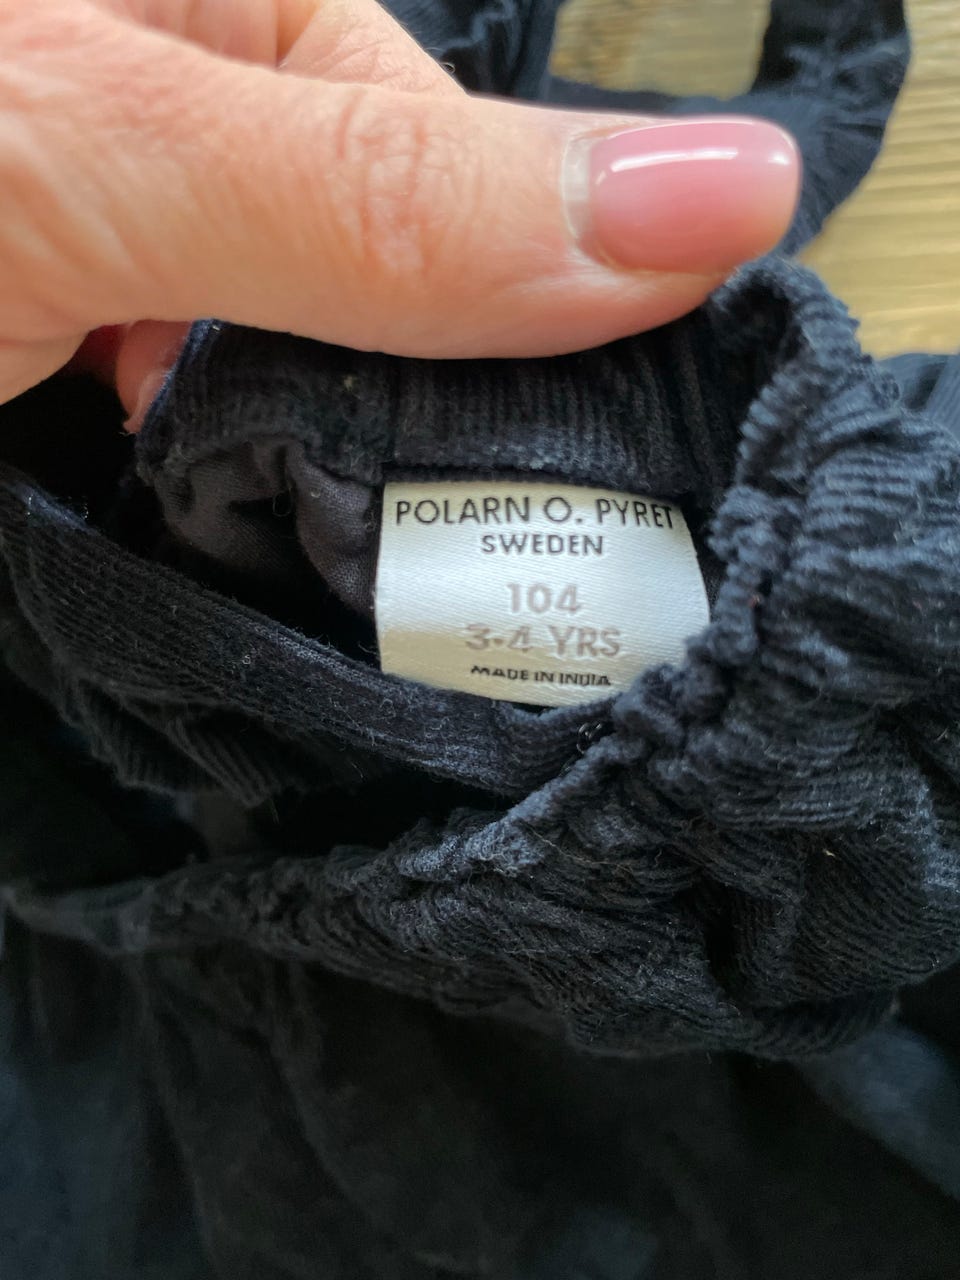 POLARN O. PYRET
SWEDEN
104
3-4 YRS
MADE IN INDIA